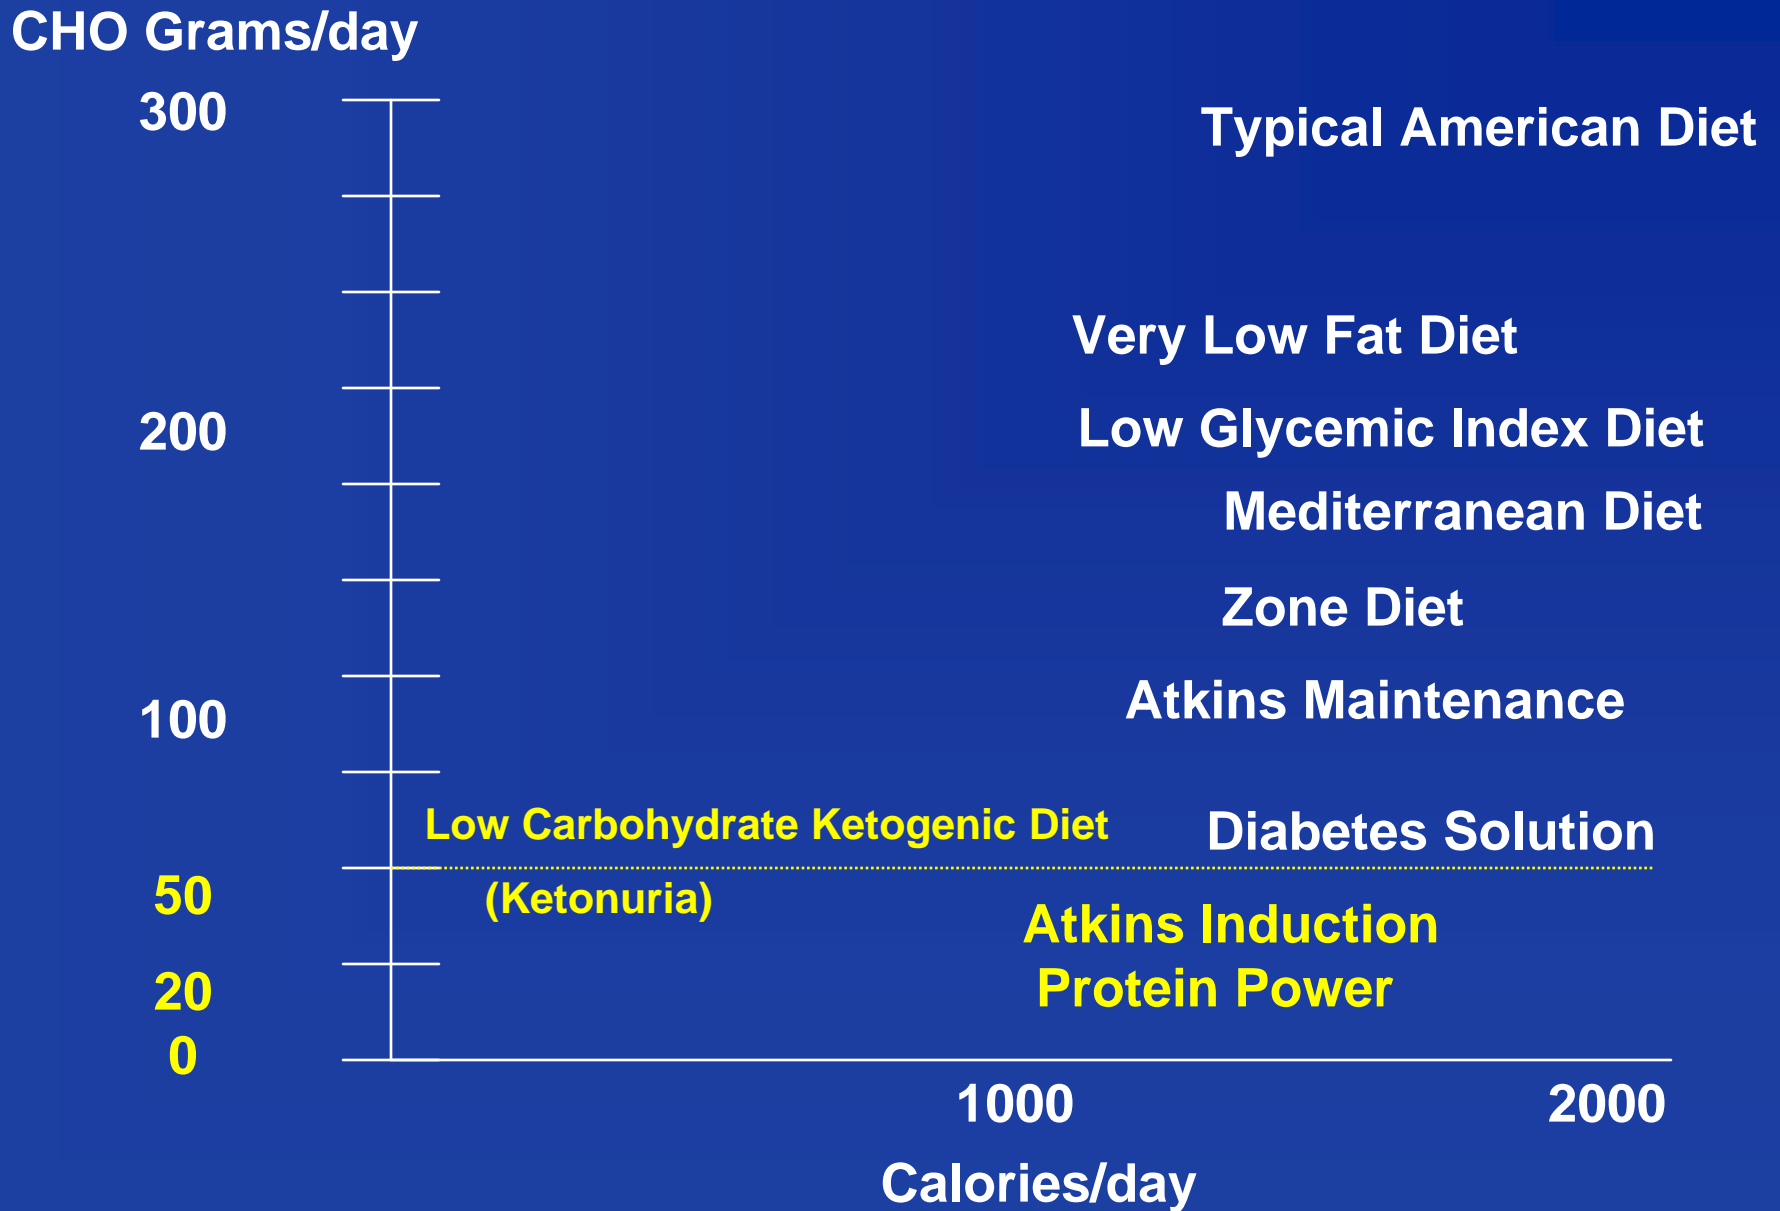 CHO Grams/day
300
Typical American Diet
Very Low Fat Diet
200
Low Glycemic Index Diet
Mediterranean Diet
Zone Diet
Atkins Maintenance
100
Low Carbohydrate Ketogenic Diet
Diabetes Solution
50
(Ketonuria)
Atkins Induction
20
Protein Power
0
1000
2000
Calories/day